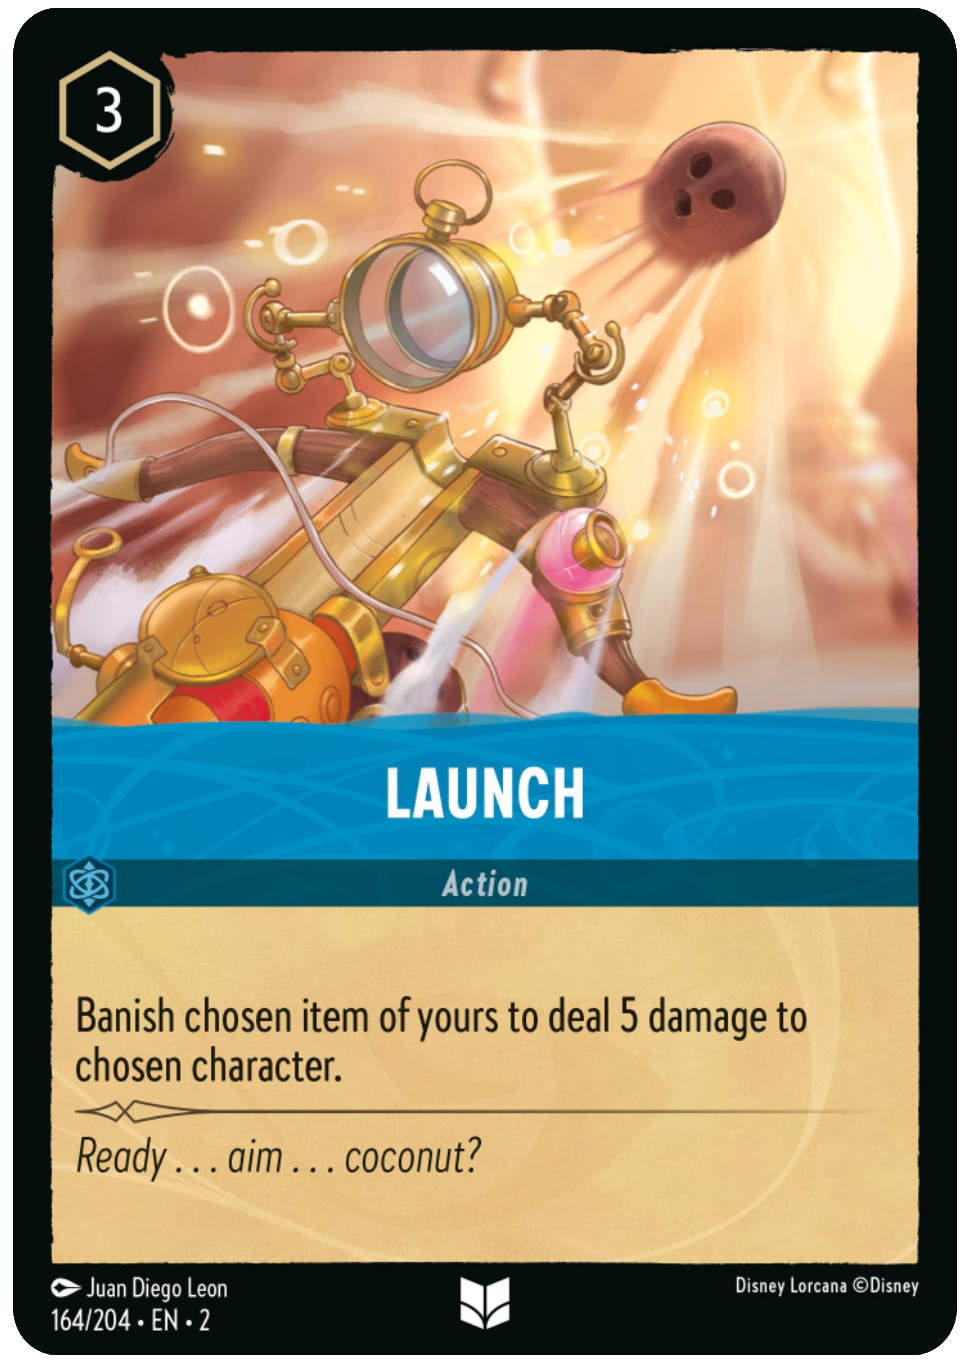 3
LAUNCH
Action
Banish chosen item of yours to deal 5 damage to
chosen character.
Ready . . . aim . . . coconut?
Juan Diego Leon
Disney Lorcana ©Disney
164/204 • EN • 2